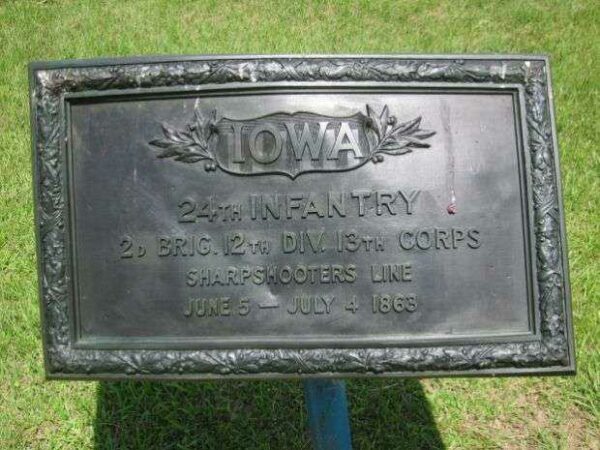 IOWA
24TH INFANTRY
2D BRIG. 12TH DIV. 13TH CORPS
SHARPSHOOTERS LINE
JUNE 5 — JULY 4 1863